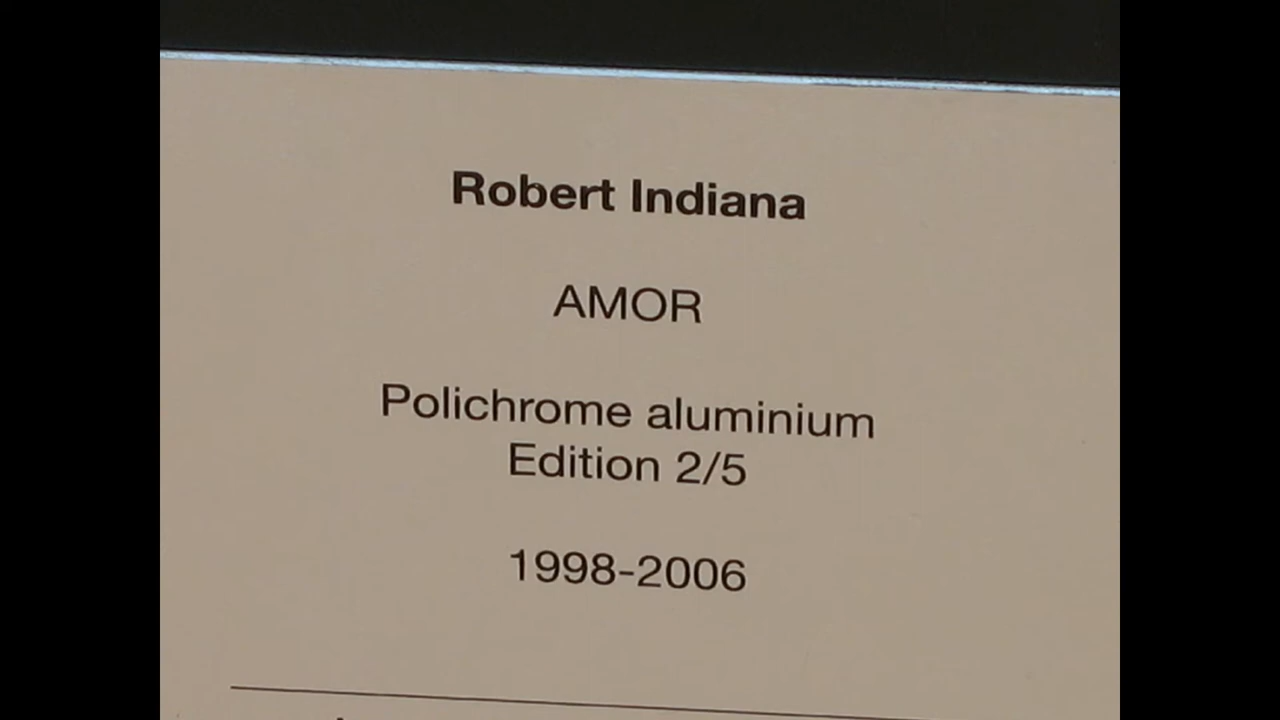 Robert Indiana
AMOR
Polichrome aluminium
Edition 2/5
1998-2006